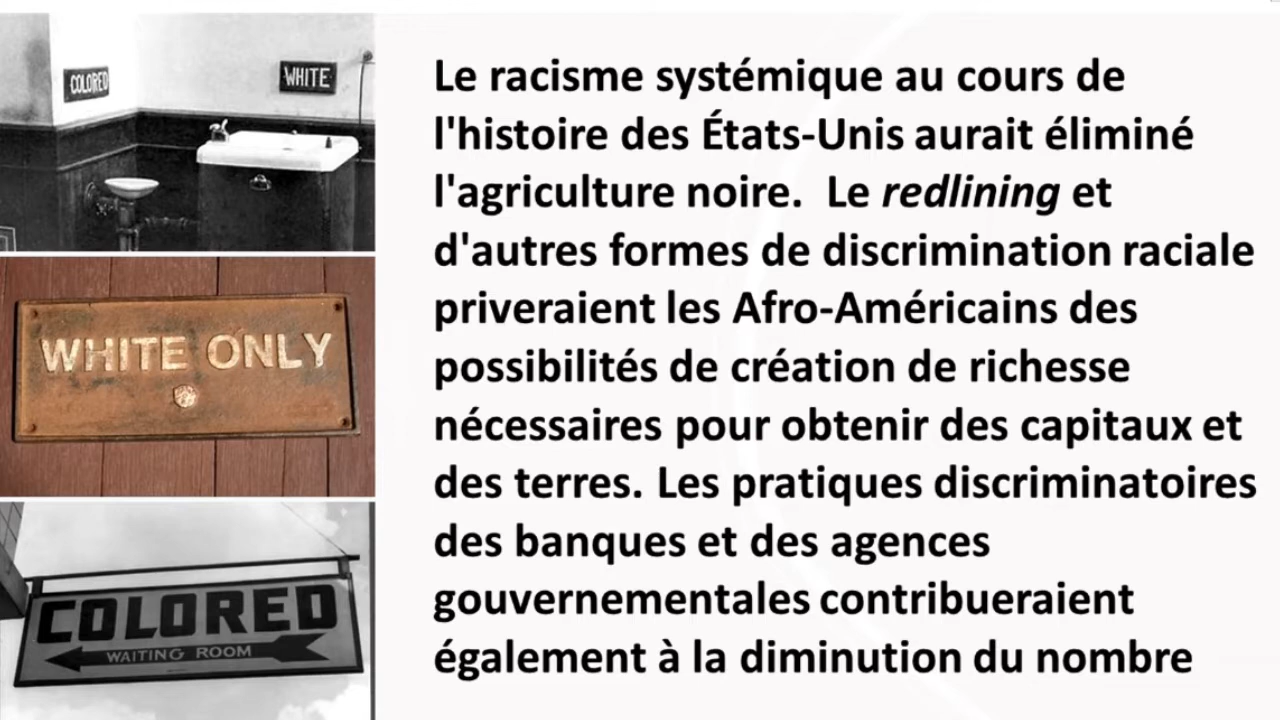 COLORED
WHITE
WHITE ONLY
COLORED
WAITING ROOM
Le racisme systémique au cours de
l'histoire des États-Unis aurait éliminé
l'agriculture noire.  Le redlining et
d'autres formes de discrimination raciale
priveraient les Afro-Américains des
possibilités de création de richesse
nécessaires pour obtenir des capitaux et
des terres. Les pratiques discriminatoires
des banques et des agences
gouvernementales contribueraient
également à la diminution du nombre